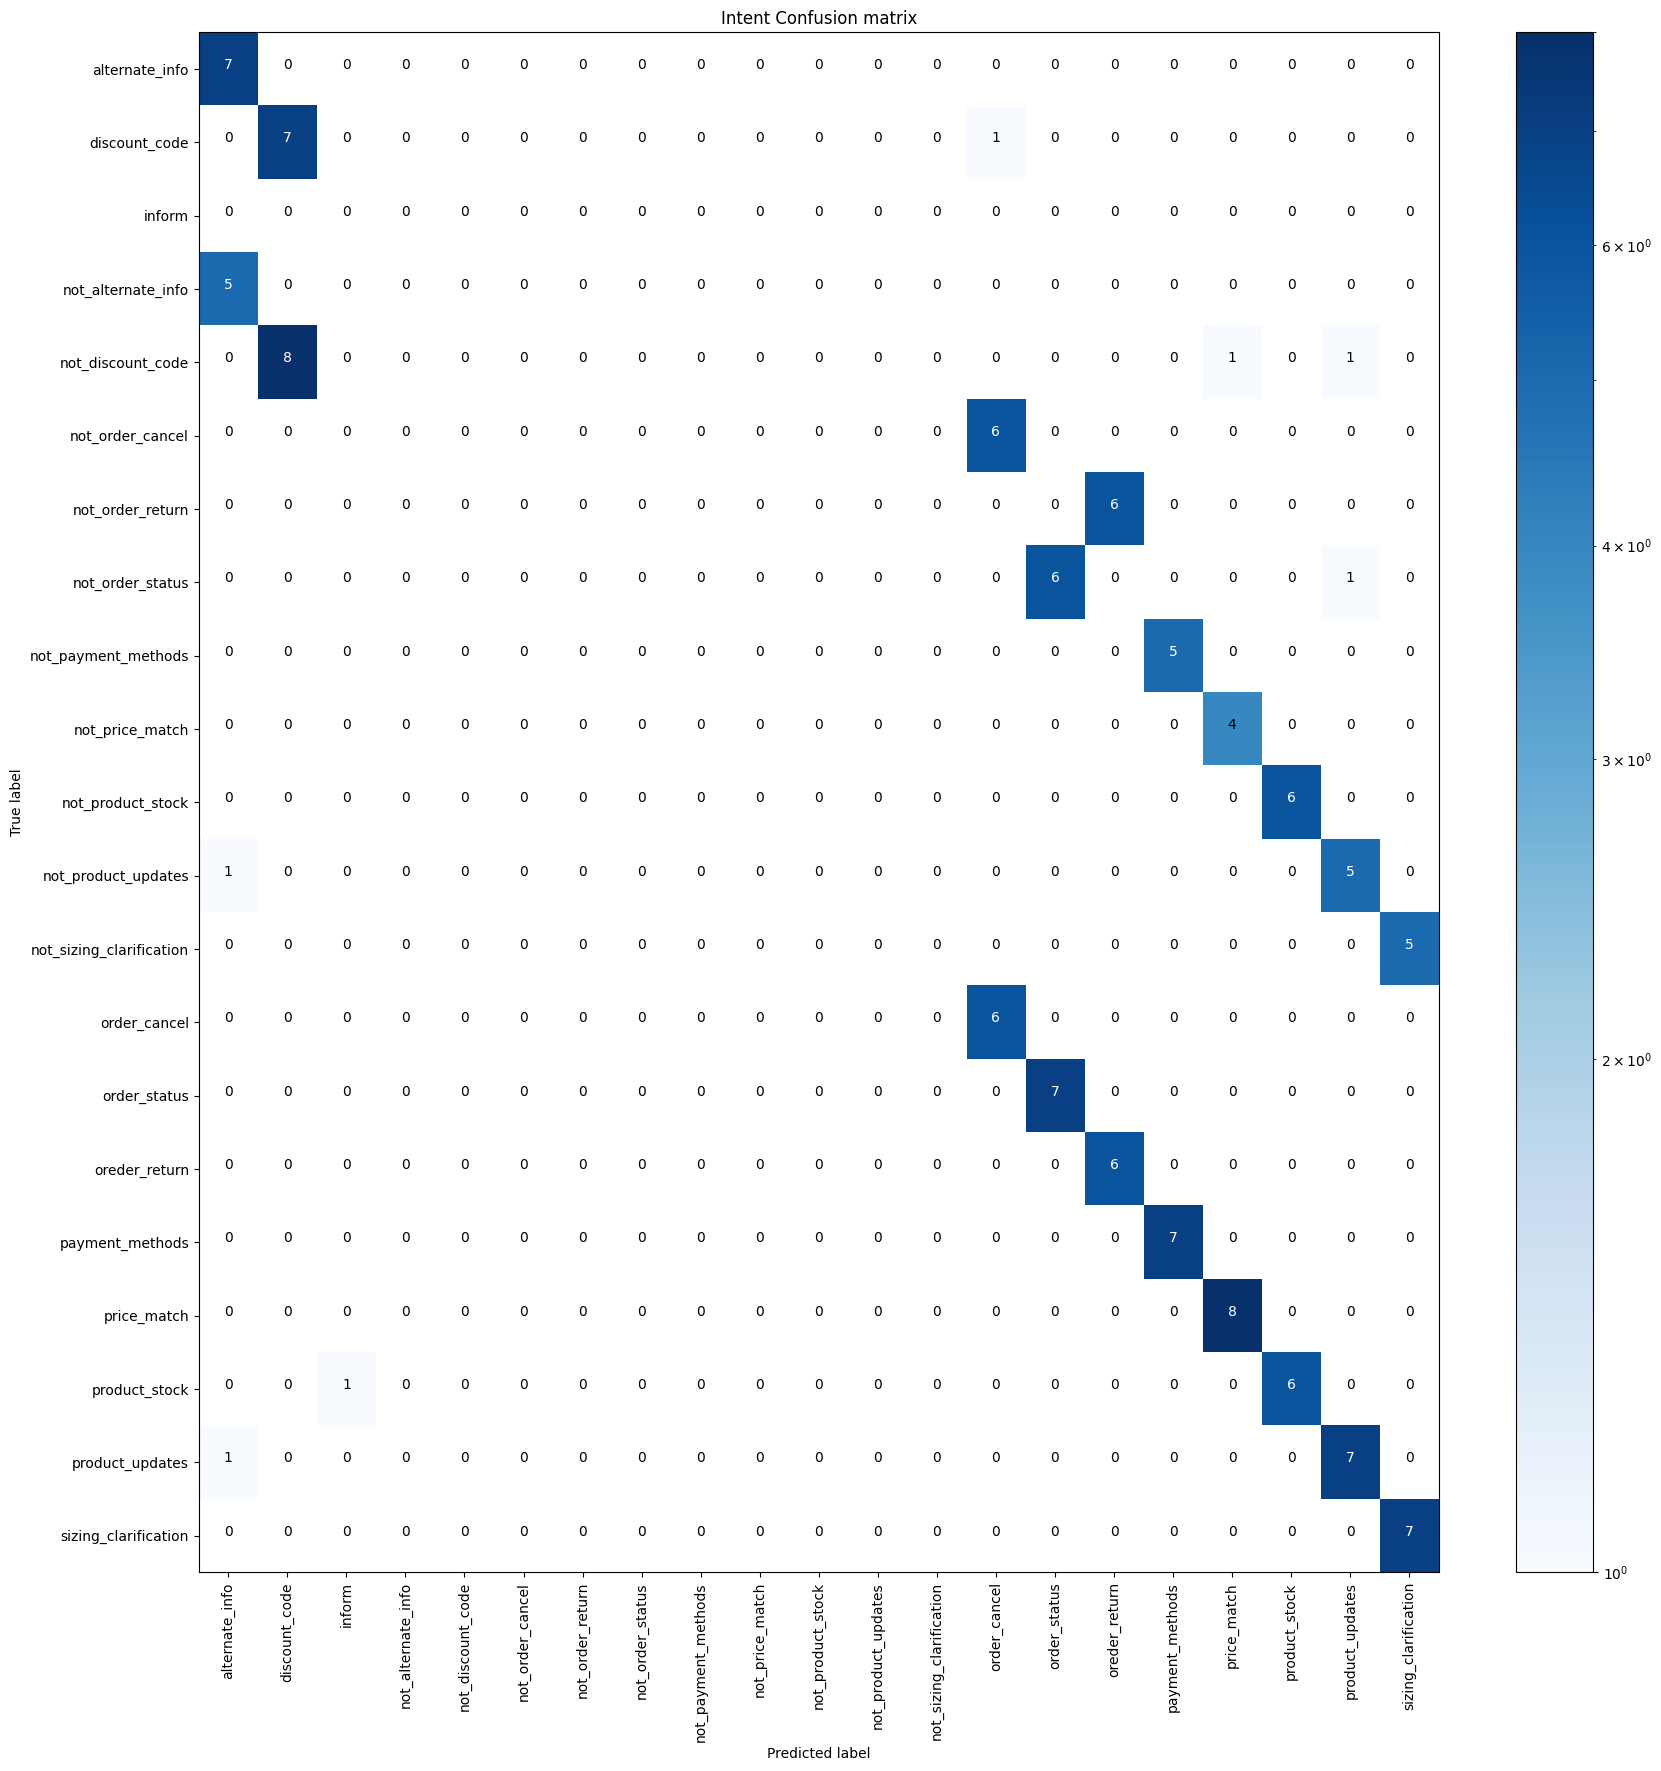 Intent Confusion matrix
alternate_info 7 0 0 0 0 0 0 0 0 0 0 0 0 0 0 0 0 0 0 0 0
discount_code 0 7 0 0 0 0 0 0 0 0 0 0 0 1 0 0 0 0 0 0 0
inform 0 0 0 0 0 0 0 0 0 0 0 0 0 0 0 0 0 0 0 0 0
not_alternate_info 5 0 0 0 0 0 0 0 0 0 0 0 0 0 0 0 0 0 0 0 0
not_discount_code 0 8 0 0 0 0 0 0 0 0 0 0 0 0 0 0 0 1 0 1 0
not_order_cancel 0 0 0 0 0 0 0 0 0 0 0 0 0 6 0 0 0 0 0 0 0
not_order_return 0 0 0 0 0 0 0 0 0 0 0 0 0 0 0 6 0 0 0 0 0
not_order_status 0 0 0 0 0 0 0 0 0 0 0 0 0 0 6 0 0 0 0 1 0
not_payment_methods 0 0 0 0 0 0 0 0 0 0 0 0 0 0 0 0 5 0 0 0 0
not_price_match 0 0 0 0 0 0 0 0 0 0 0 0 0 0 0 0 0 4 0 0 0
not_product_stock 0 0 0 0 0 0 0 0 0 0 0 0 0 0 0 0 0 0 6 0 0
not_product_updates 1 0 0 0 0 0 0 0 0 0 0 0 0 0 0 0 0 0 0 5 0
not_sizing_clarification 0 0 0 0 0 0 0 0 0 0 0 0 0 0 0 0 0 0 0 0 5
order_cancel 0 0 0 0 0 0 0 0 0 0 0 0 0 6 0 0 0 0 0 0 0
order_status 0 0 0 0 0 0 0 0 0 0 0 0 0 0 7 0 0 0 0 0 0
oreder_return 0 0 0 0 0 0 0 0 0 0 0 0 0 0 0 6 0 0 0 0 0
payment_methods 0 0 0 0 0 0 0 0 0 0 0 0 0 0 0 0 7 0 0 0 0
price_match 0 0 0 0 0 0 0 0 0 0 0 0 0 0 0 0 0 8 0 0 0
product_stock 0 0 1 0 0 0 0 0 0 0 0 0 0 0 0 0 0 0 6 0 0
product_updates 1 0 0 0 0 0 0 0 0 0 0 0 0 0 0 0 0 0 0 7 0
sizing_clarification 0 0 0 0 0 0 0 0 0 0 0 0 0 0 0 0 0 0 0 0 7
True label
alternate_info
discount_code
inform
not_alternate_info
not_discount_code
not_order_cancel
not_order_return
not_order_status
not_payment_methods
not_price_match
not_product_stock
not_product_updates
not_sizing_clarification
order_cancel
order_status
oreder_return
payment_methods
price_match
product_stock
product_updates
sizing_clarification
Predicted label
6 × 10⁰
4 × 10⁰
3 × 10⁰
2 × 10⁰
10⁰